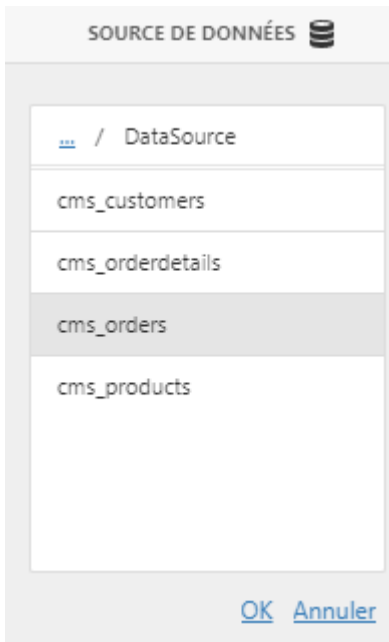 SOURCE DE DONNÉES
... / DataSource
cms_customers
cms_orderdetails
cms_orders
cms_products
OK Annuler